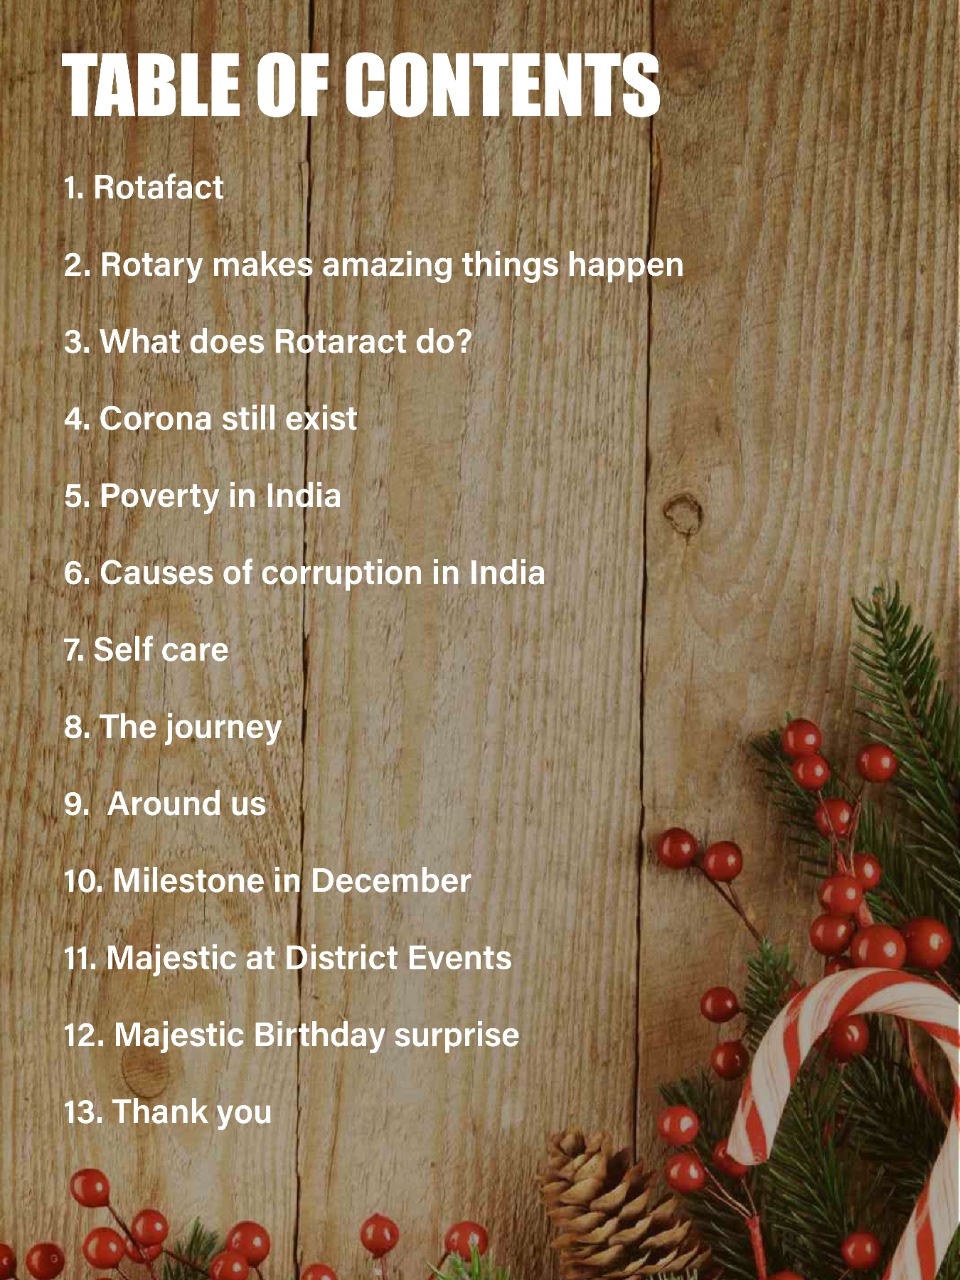 TABLE OF CONTENTS
1. Rotafact
2. Rotary makes amazing things happen
3. What does Rotaract do?
4. Corona still exist
5. Poverty in India
6. Causes of corruption in India
7. Self care
8. The journey
9. Around us
10. Milestone in December
11. Majestic at District Events
12. Majestic Birthday surprise
13. Thank you